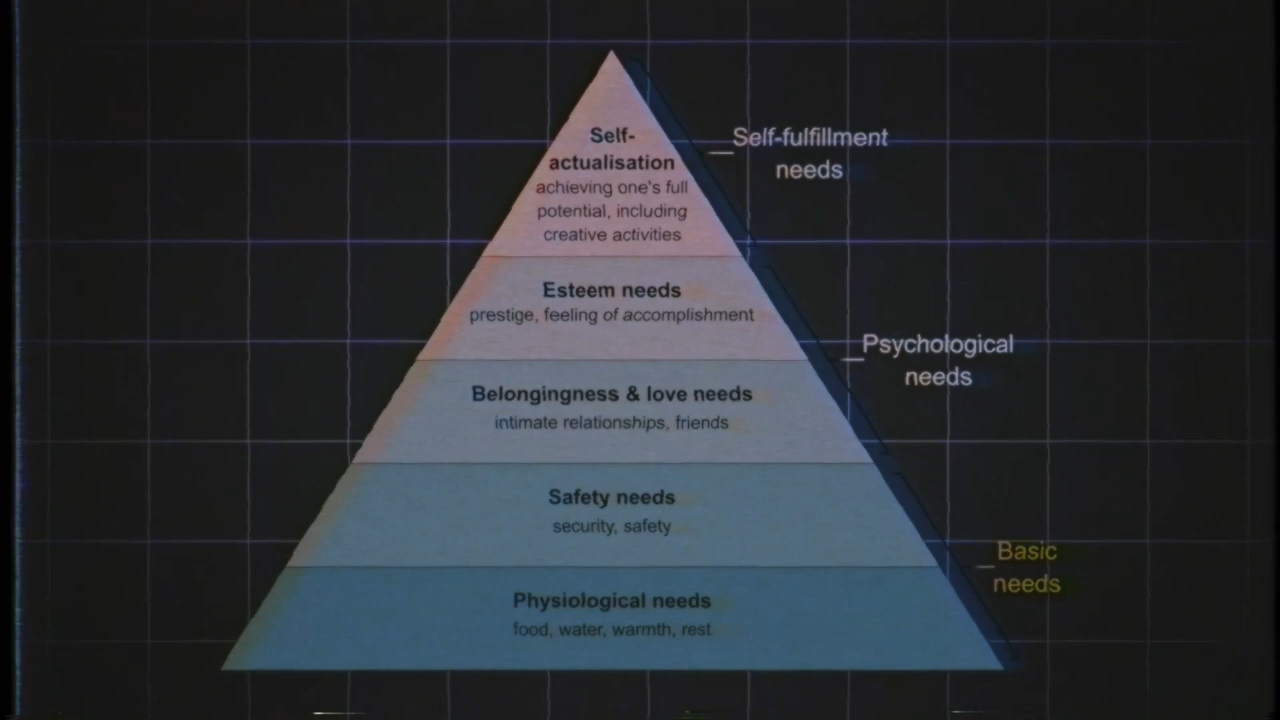 Self-
actualisation
achieving one's full
potential, including
creative activities
Self-fulfillment
needs
Esteem needs
prestige, feeling of accomplishment
Psychological
needs
Belongingness & love needs
intimate relationships, friends
Safety needs
security, safety
Basic
needs
Physiological needs
food, water, warmth, rest